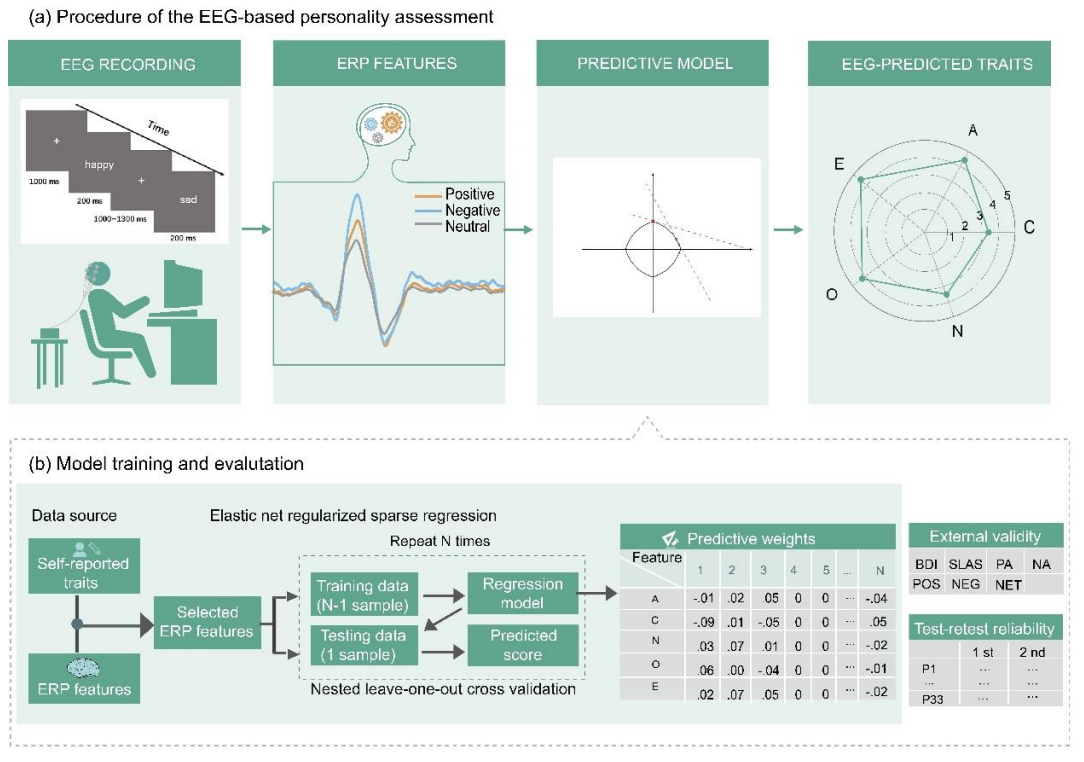 (a) Procedure of the EEG-based personality assessment
EEG RECORDING
ERP FEATURES
PREDICTIVE MODEL
EEG-PREDICTED TRAITS
Time
+
happy
+
sad
1000 ms
200 ms
1000~1300 ms
200 ms
Positive
Negative
Neutral
A
E
C
O
N
1
2
3
4
5
(b) Model training and evalutation
Data source
Elastic net regularized sparse regression
Self-reported
traits
ERP features
Selected
ERP features
Repeat N times
Training data
(N-1 sample)
Regression
model
Testing data
(1 sample)
Predicted
score
Nested leave-one-out cross validation
Predictive weights
Feature 1 2 3 4 5 ... N
A -.01 .02 .05 0 0 ... -.04
C -.09 .01 -.05 0 0 ... .05
N .03 .07 .01 0 0 ... -.02
O .06 .00 -.04 0 0 ... -.01
E .02 .07 .05 0 0 ... -.02
External validity
BDI SLAS PA NA
POS NEG NET
Test-retest reliability
1 st 2 nd
P1 ... ...
... ... ...
P33 ... ...